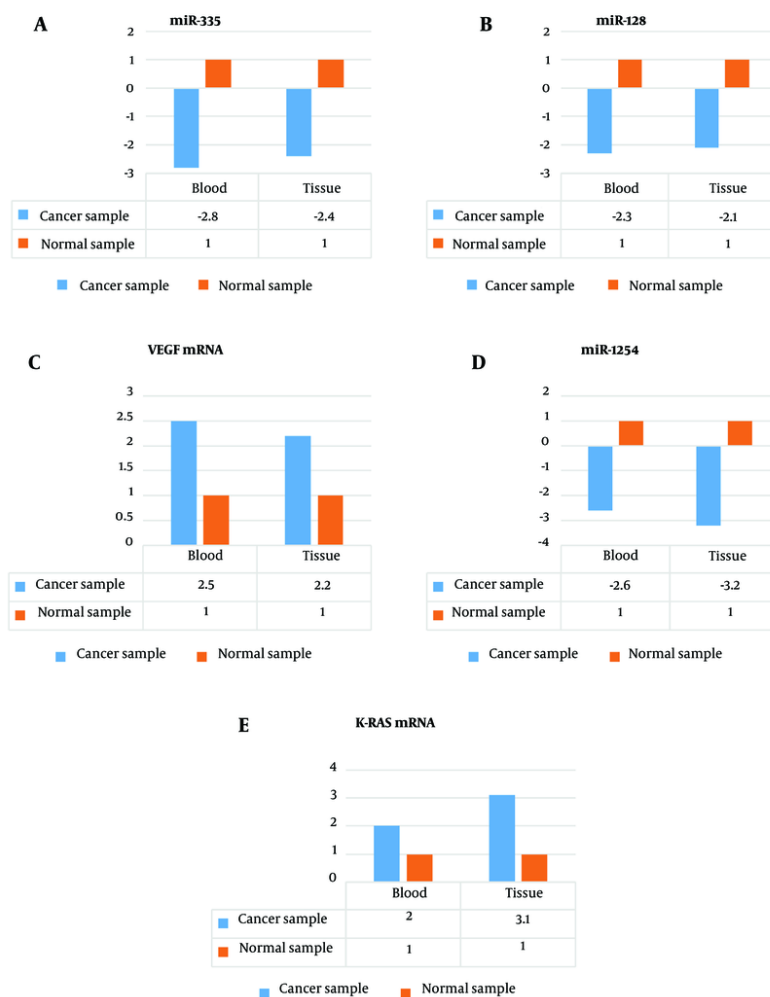 A
miR-335
2
1
0
-1
-2
-3
Blood Tissue
Cancer sample -2.8 -2.4
Normal sample 1 1
Cancer sample Normal sample
B
miR-128
2
1
0
-1
-2
-3
Blood Tissue
Cancer sample -2.3 -2.1
Normal sample 1 1
Cancer sample Normal sample
C
VEGF mRNA
3
2.5
2
1.5
1
0.5
0
Blood Tissue
Cancer sample 2.5 2.2
Normal sample 1 1
Cancer sample Normal sample
D
miR-1254
2
1
0
-1
-2
-3
-4
Blood Tissue
Cancer sample -2.6 -3.2
Normal sample 1 1
Cancer sample Normal sample
E
K-RAS mRNA
4
3
2
1
0
Blood Tissue
Cancer sample 2 3.1
Normal sample 1 1
Cancer sample Normal sample